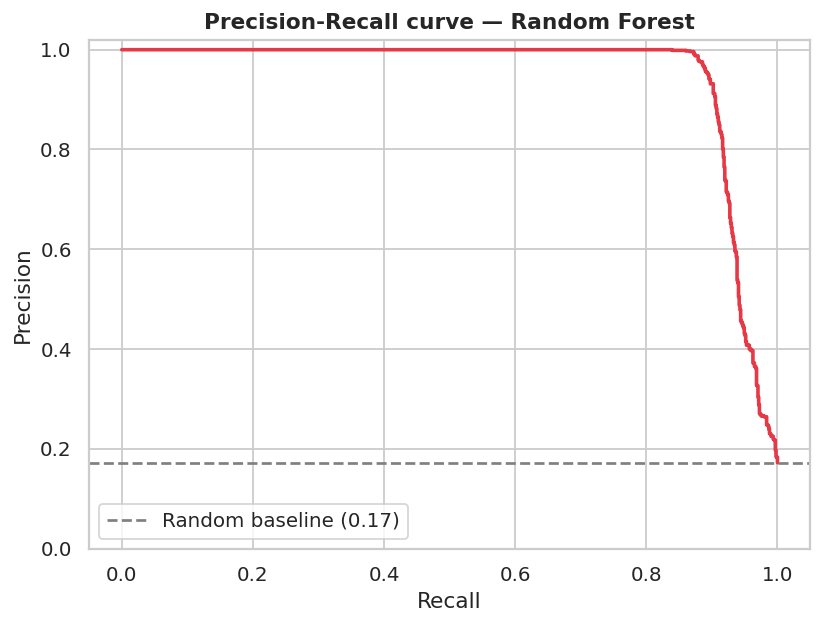 Precision-Recall curve — Random Forest
Precision
1.0
0.8
0.6
0.4
0.2
0.0
Random baseline (0.17)
0.0 0.2 0.4 0.6 0.8 1.0
Recall